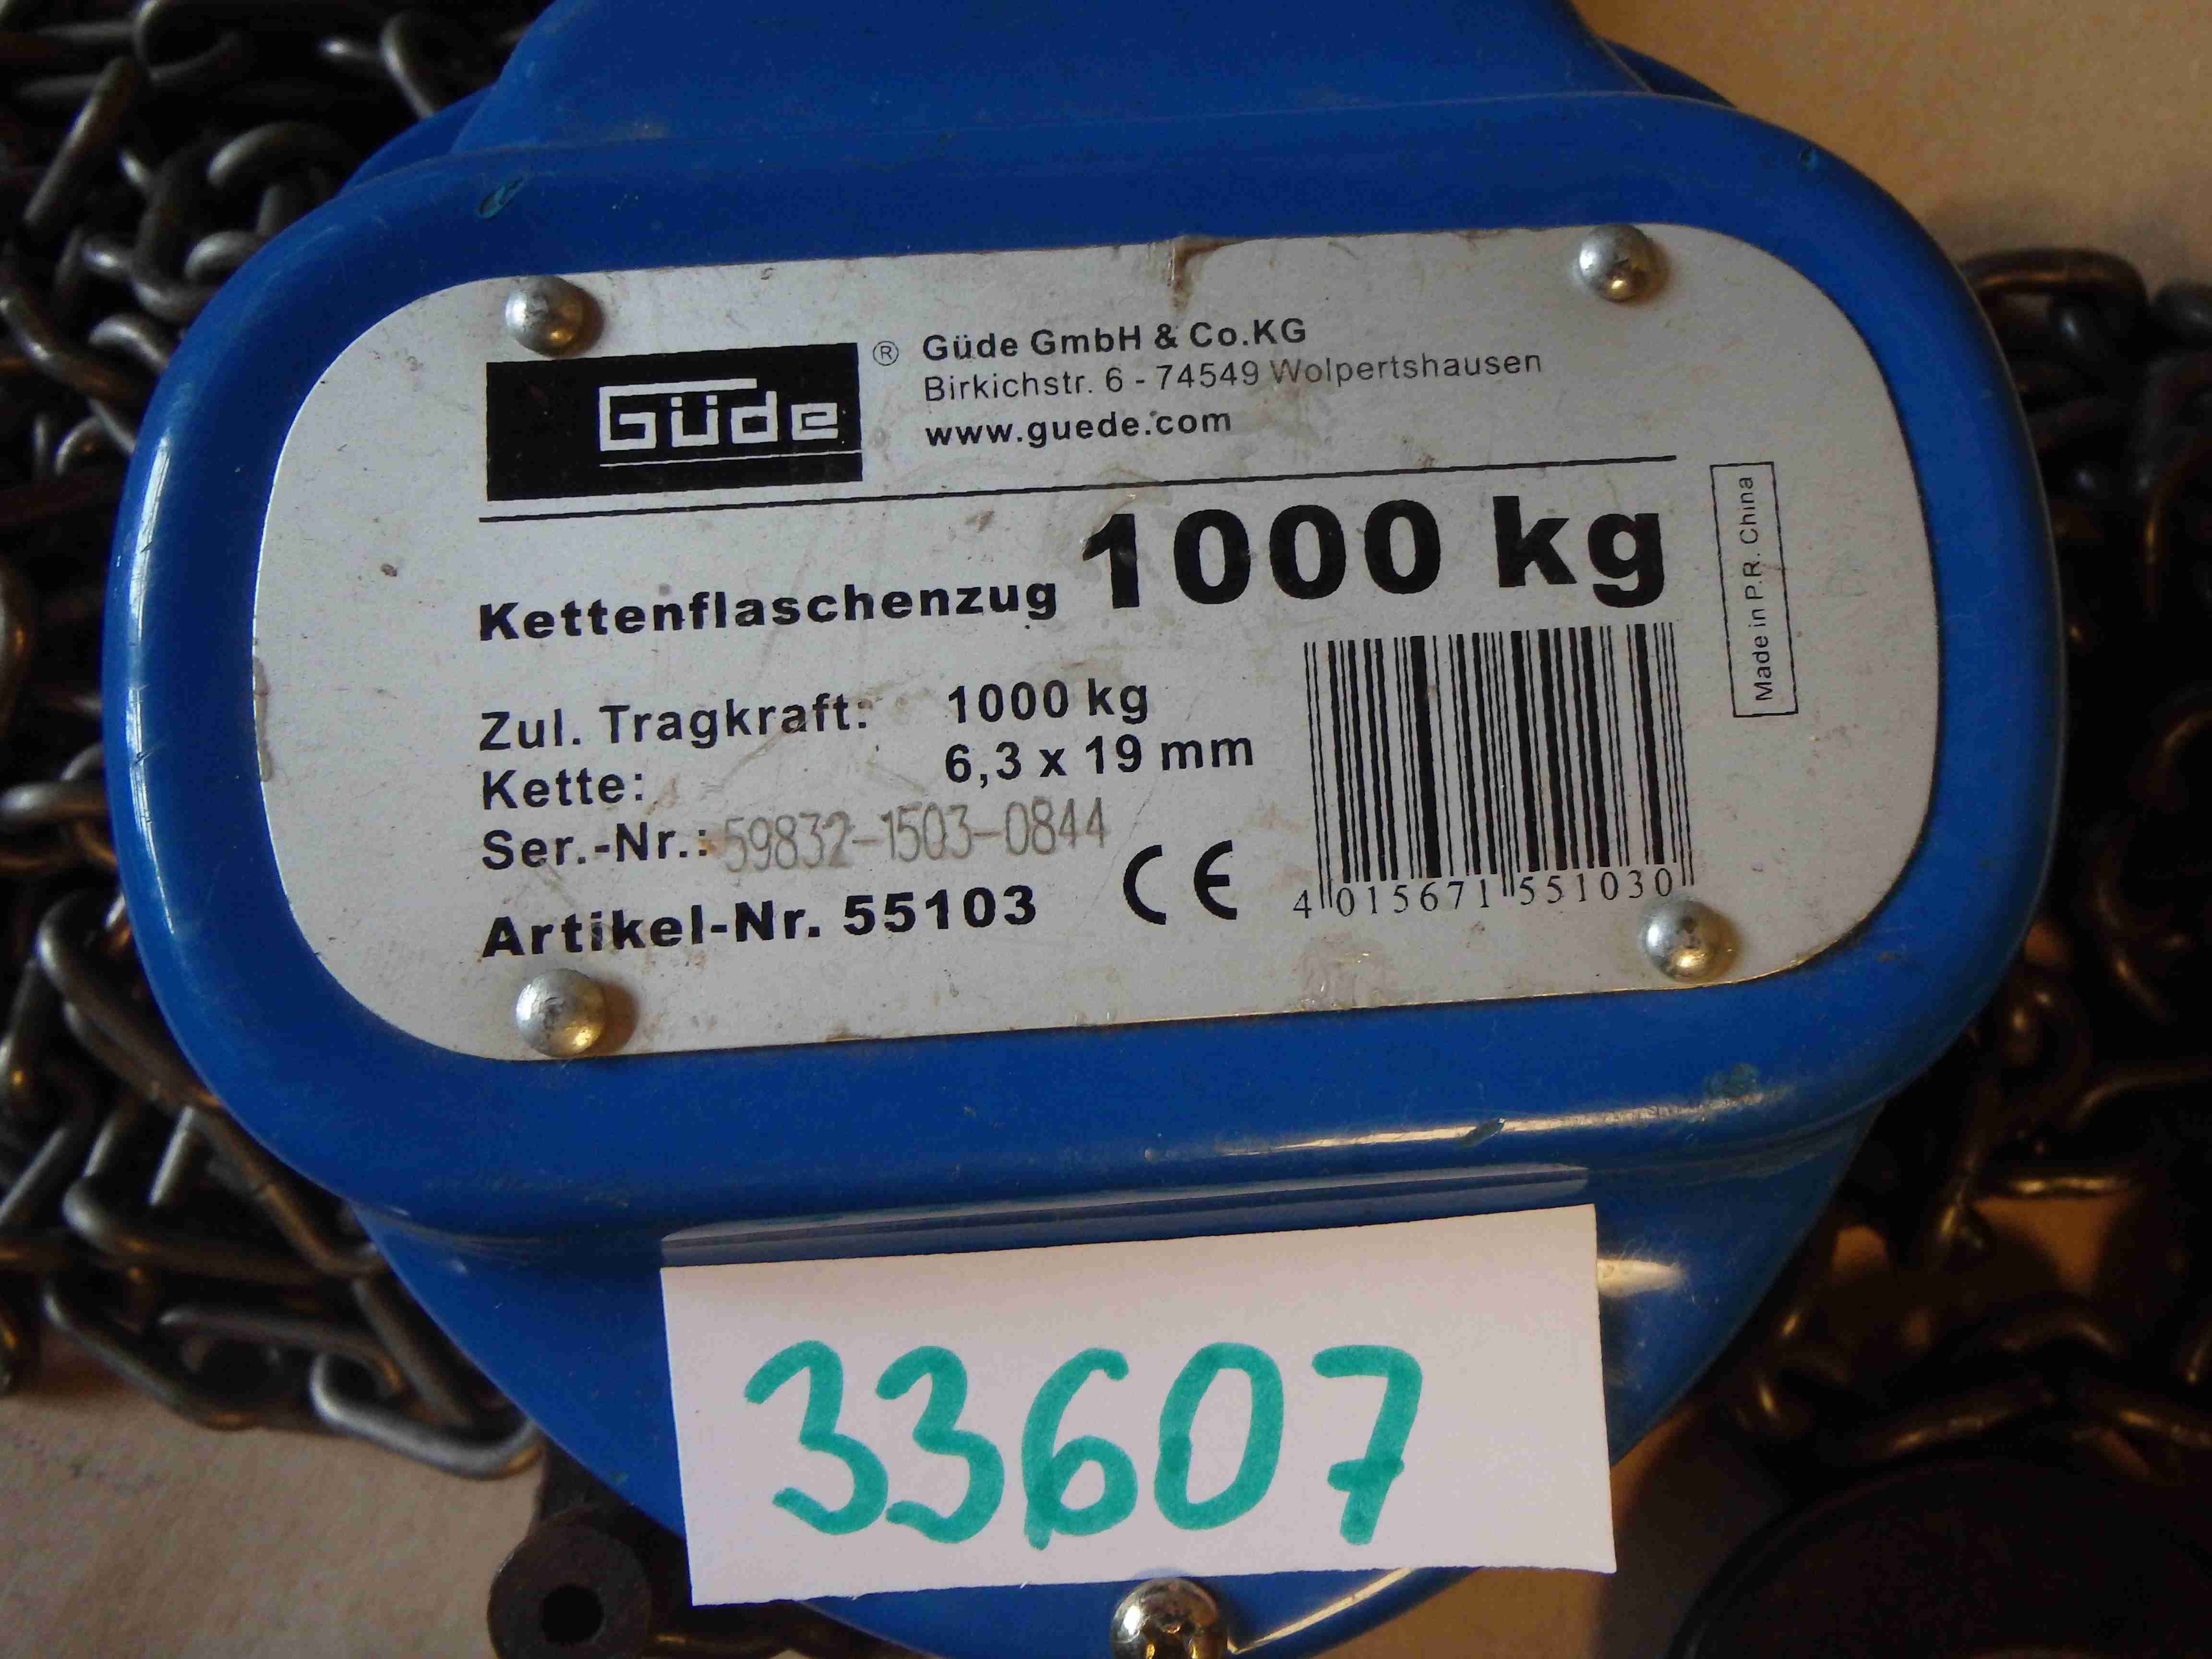 Güde ® Güde GmbH & Co.KG
Birkichstr. 6 - 74549 Wolpertshausen
www.guede.com
Kettenflaschenzug 1000 kg
Zul. Tragkraft: 1000 kg
Kette: 6,3 x 19 mm
Ser.-Nr.: 59832-1503-0844
Artikel-Nr. 55103 CE
4 015671 551030
Made in P.R. China
33607